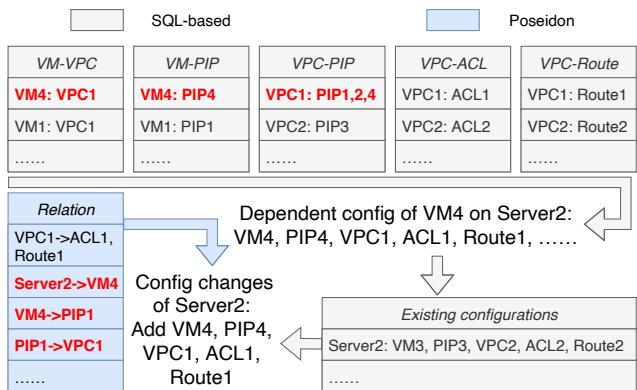 SQL-based
Poseidon
VM-VPC
VM4: VPC1
VM1: VPC1
......
VM-PIP
VM4: PIP4
VM1: PIP1
......
VPC-PIP
VPC1: PIP1,2,4
VPC2: PIP3
......
VPC-ACL
VPC1: ACL1
VPC2: ACL2
......
VPC-Route
VPC1: Route1
VPC2: Route2
......
Relation
VPC1->ACL1,
Route1
Server2->VM4
VM4->PIP1
PIP1->VPC1
......
Dependent config of VM4 on Server2:
VM4, PIP4, VPC1, ACL1, Route1, ......
Config changes
of Server2:
Add VM4, PIP4,
VPC1, ACL1,
Route1
Existing configurations
Server2: VM3, PIP3, VPC2, ACL2, Route2
......